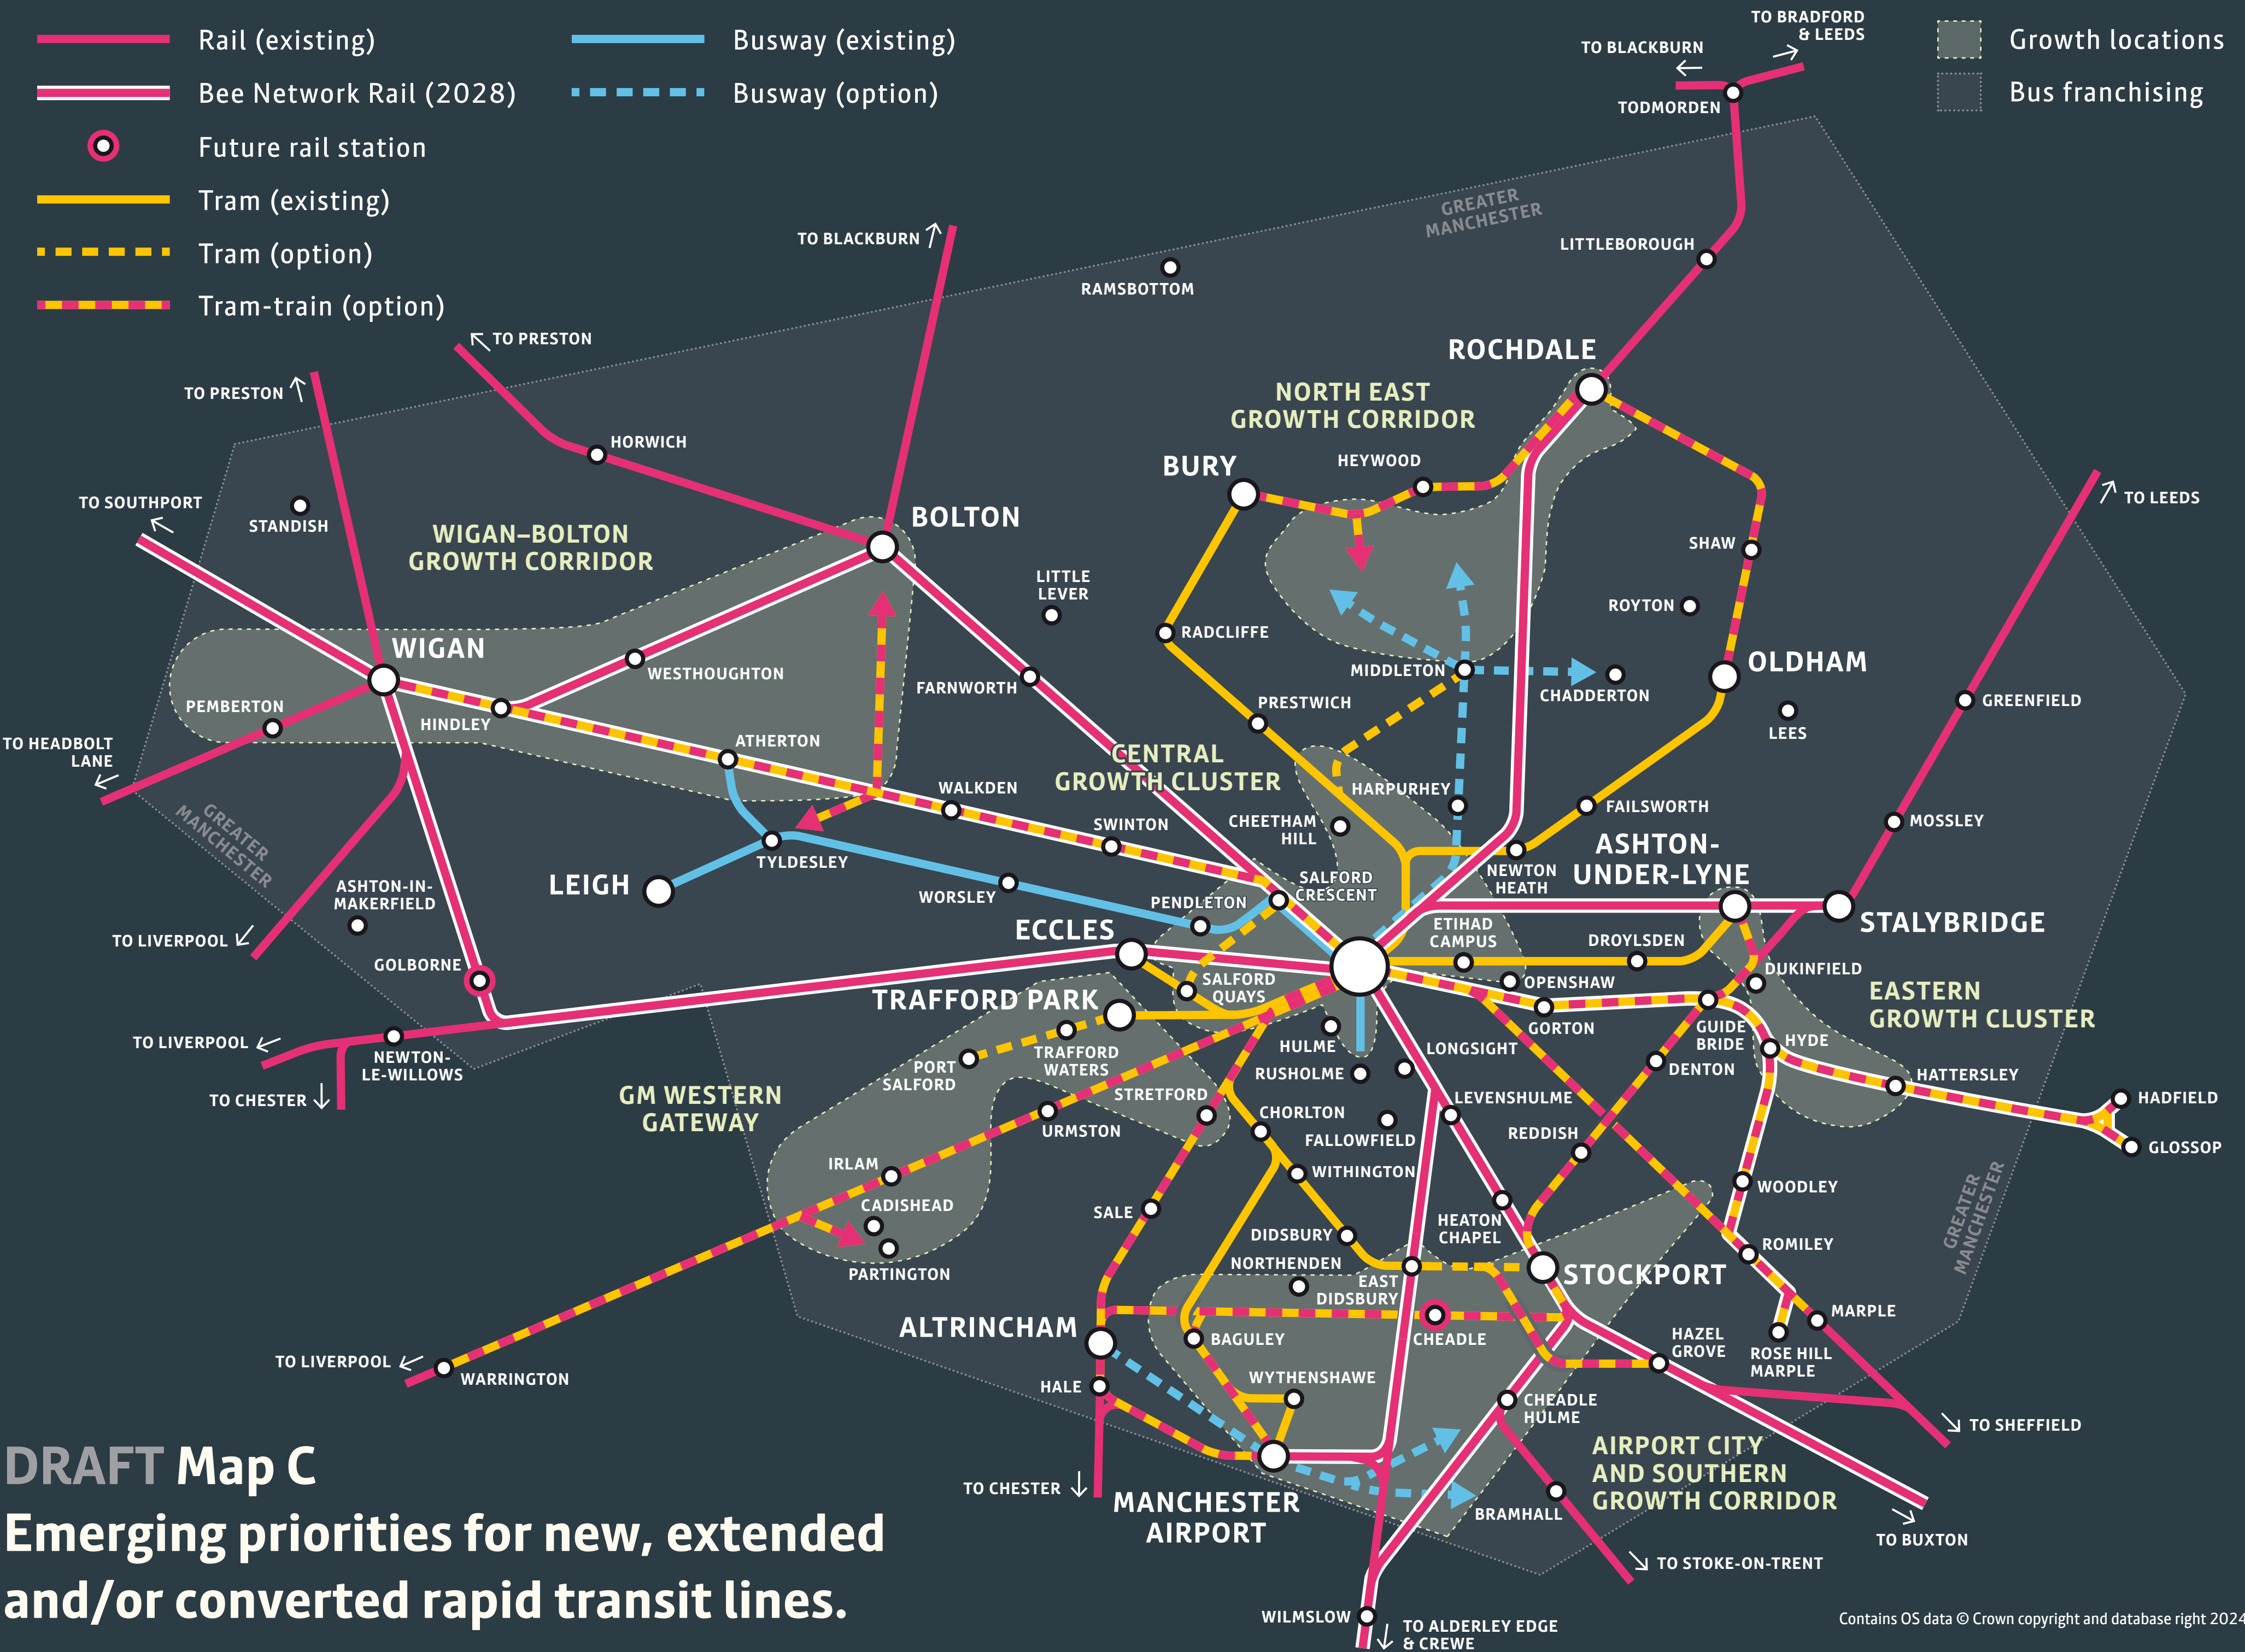 Rail (existing)
Bee Network Rail (2028)
Future rail station
Tram (existing)
Tram (option)
Tram-train (option)
Busway (existing)
Busway (option)
Growth locations
Bus franchising
TO BRADFORD
& LEEDS
TO BLACKBURN
TODMORDEN
GREATER
MANCHESTER
LITTLEBOROUGH
TO BLACKBURN
RAMSBOTTOM
TO PRESTON
TO PRESTON
ROCHDALE
NORTH EAST
GROWTH CORRIDOR
HORWICH
BURY
HEYWOOD
TO SOUTHPORT
STANDISH
WIGAN–BOLTON
GROWTH CORRIDOR
BOLTON
TO LEEDS
SHAW
LITTLE
LEVER
ROYTON
RADCLIFFE
WIGAN
WESTHOUGHTON
MIDDLETON
CHADDERTON
OLDHAM
FARNWORTH
PEMBERTON
HINDLEY
PRESTWICH
GREENFIELD
LEES
TO HEADBOLT
LANE
ATHERTON
CENTRAL
GROWTH CLUSTER
WALKDEN
HARPURHEY
FAILSWORTH
GREATER
MANCHESTER
SWINTON
CHEETHAM
HILL
MOSSLEY
TYLDESLEY
NEWTON
HEATH
ASHTON-
UNDER-LYNE
LEIGH
ASHTON-IN-
MAKERFIELD
WORSLEY
PENDLETON
SALFORD
CRESCENT
STALYBRIDGE
TO LIVERPOOL
ECCLES
ETIHAD
CAMPUS
DROYLSDEN
GOLBORNE
SALFORD
QUAYS
OPENSHAW
DUKINFIELD
EASTERN
GROWTH CLUSTER
TRAFFORD PARK
GORTON
GUIDE
BRIDE
HYDE
TO LIVERPOOL
NEWTON-
LE-WILLOWS
TRAFFORD
WATERS
PORT
SALFORD
HULME
RUSHOLME
LONGSIGHT
DENTON
HATTERSLEY
TO CHESTER
GM WESTERN
GATEWAY
STRETFORD
URMSTON
CHORLTON
FALLOWFIELD
LEVENSHULME
REDDISH
HADFIELD
GLOSSOP
IRLAM
WITHINGTON
WOODLEY
CADISHEAD
PARTINGTON
SALE
DIDSBURY
HEATON
CHAPEL
GREATER
MANCHESTER
NORTHENDEN
EAST
DIDSBURY
STOCKPORT
ROMILEY
ALTRINCHAM
BAGULEY
CHEADLE
MARPLE
HAZEL
GROVE
ROSE HILL
MARPLE
TO LIVERPOOL
WARRINGTON
HALE
WYTHENSHAWE
CHEADLE
HULME
TO SHEFFIELD
TO CHESTER
MANCHESTER
AIRPORT
AIRPORT CITY
AND SOUTHERN
GROWTH CORRIDOR
BRAMHALL
TO BUXTON
TO STOKE-ON-TRENT
WILMSLOW
TO ALDERLEY EDGE
& CREWE
DRAFT Map C
Emerging priorities for new, extended
and/or converted rapid transit lines.
Contains OS data © Crown copyright and database right 2024